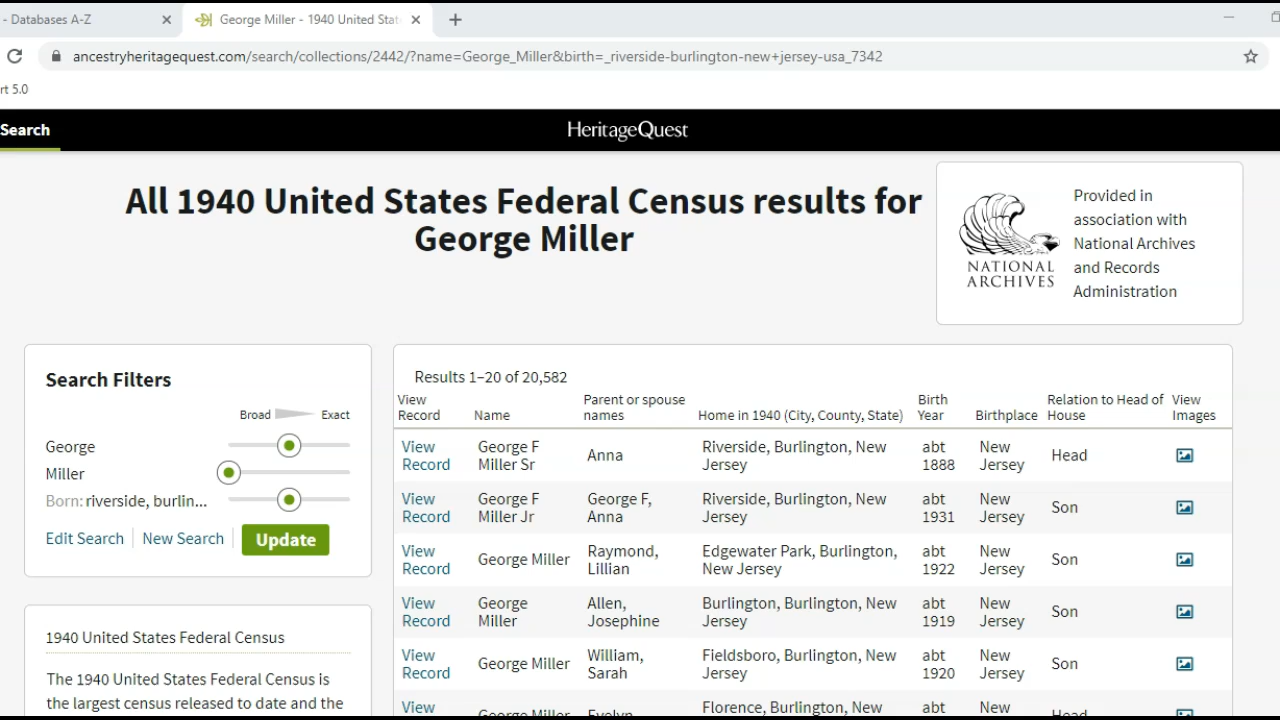 - Databases A-Z
George Miller - 1940 United Stat
ancestryheritagequest.com/search/collections/2442/?name=George_Miller&birth=_riverside-burlington-new+jersey-usa_7342
rt 5.0
Search
HeritageQuest
All 1940 United States Federal Census results for
George Miller
NATIONAL
ARCHIVES
Provided in
association with
National Archives
and Records
Administration
Search Filters
Broad Exact
George
Miller
Born: riverside, burlin...
Edit Search New Search Update
1940 United States Federal Census
The 1940 United States Federal Census is
the largest census released to date and the
Results 1–20 of 20,582
View Record Name Parent or spouse names Home in 1940 (City, County, State) Birth Year Birthplace Relation to Head of House View Images
View Record George F Miller Sr Anna Riverside, Burlington, New Jersey abt 1888 New Jersey Head
View Record George F Miller Jr George F, Anna Riverside, Burlington, New Jersey abt 1931 New Jersey Son
View Record George Miller Raymond, Lillian Edgewater Park, Burlington, New Jersey abt 1922 New Jersey Son
View Record George Miller Allen, Josephine Burlington, Burlington, New Jersey abt 1919 New Jersey Son
View Record George Miller William, Sarah Fieldsboro, Burlington, New Jersey abt 1920 New Jersey Son
View George Miller Evelyn Florence, Burlington, New abt New Head